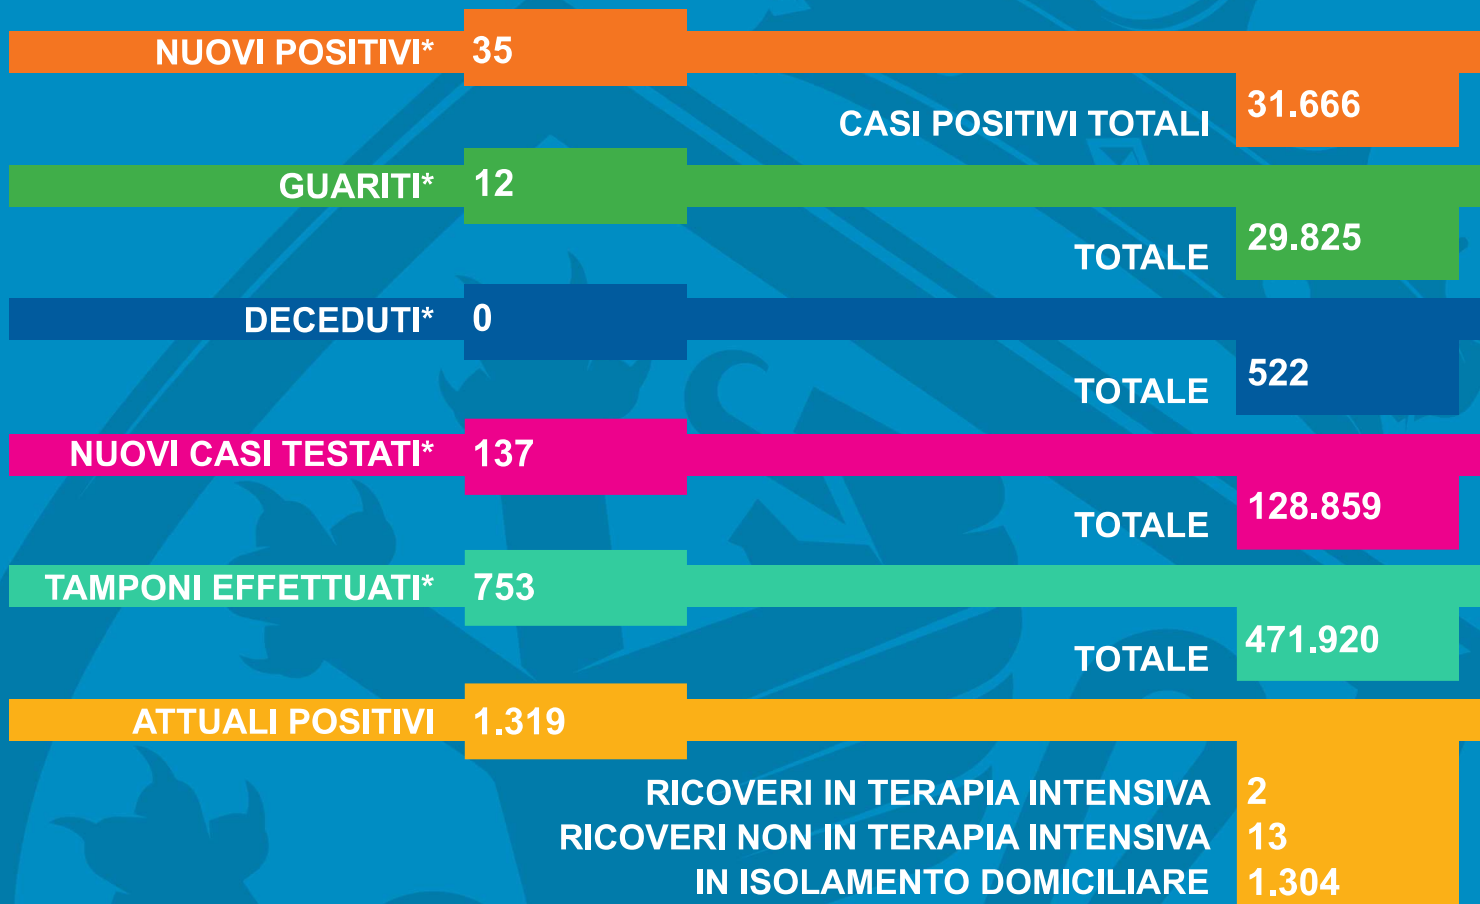 NUOVI POSITIVI* 35
CASI POSITIVI TOTALI 31.666
GUARITI* 12
TOTALE 29.825
DECEDUTI* 0
TOTALE 522
NUOVI CASI TESTATI* 137
TOTALE 128.859
TAMPONI EFFETTUATI* 753
TOTALE 471.920
ATTUALI POSITIVI 1.319
RICOVERI IN TERAPIA INTENSIVA 2
RICOVERI NON IN TERAPIA INTENSIVA 13
IN ISOLAMENTO DOMICILIARE 1.304